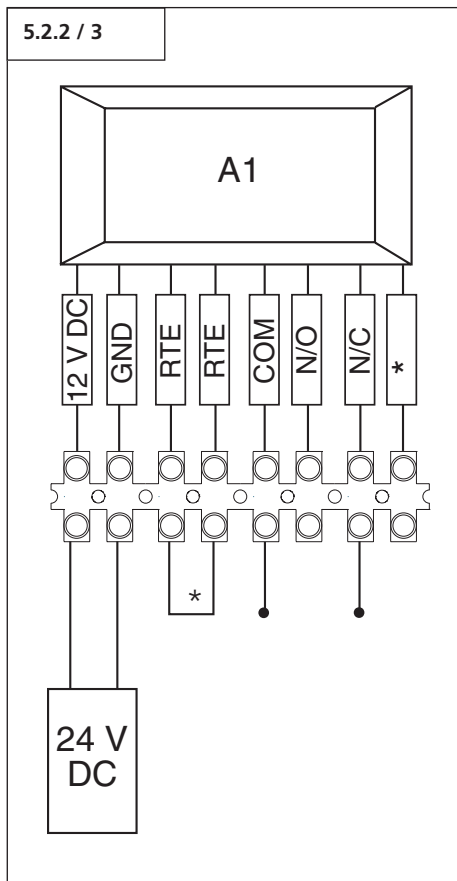 5.2.2 / 3
A1
12 V DC
GND
RTE
RTE
COM
N/O
N/C
*
*
24 V
DC